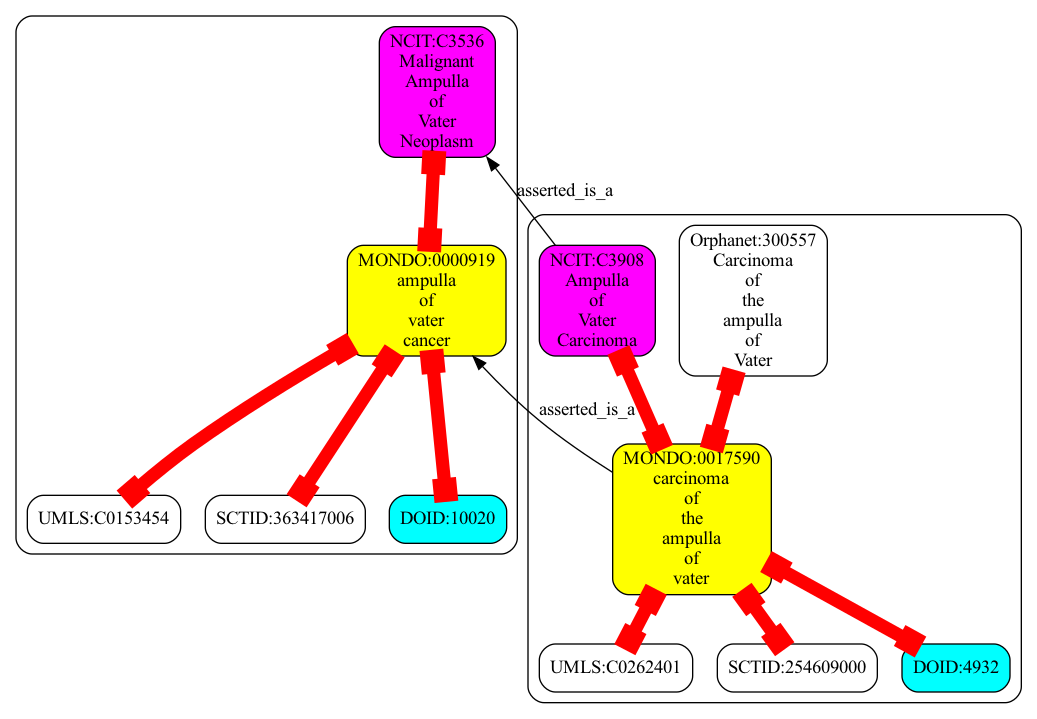 NCIT:C3536
Malignant
Ampulla
of
Vater
Neoplasm
asserted_is_a
MONDO:0000919
ampulla
of
vater
cancer
NCIT:C3908
Ampulla
of
Vater
Carcinoma
Orphanet:300557
Carcinoma
of
the
ampulla
of
Vater
asserted_is_a
MONDO:0017590
carcinoma
of
the
ampulla
of
vater
UMLS:C0153454
SCTID:363417006
DOID:10020
UMLS:C0262401
SCTID:254609000
DOID:4932